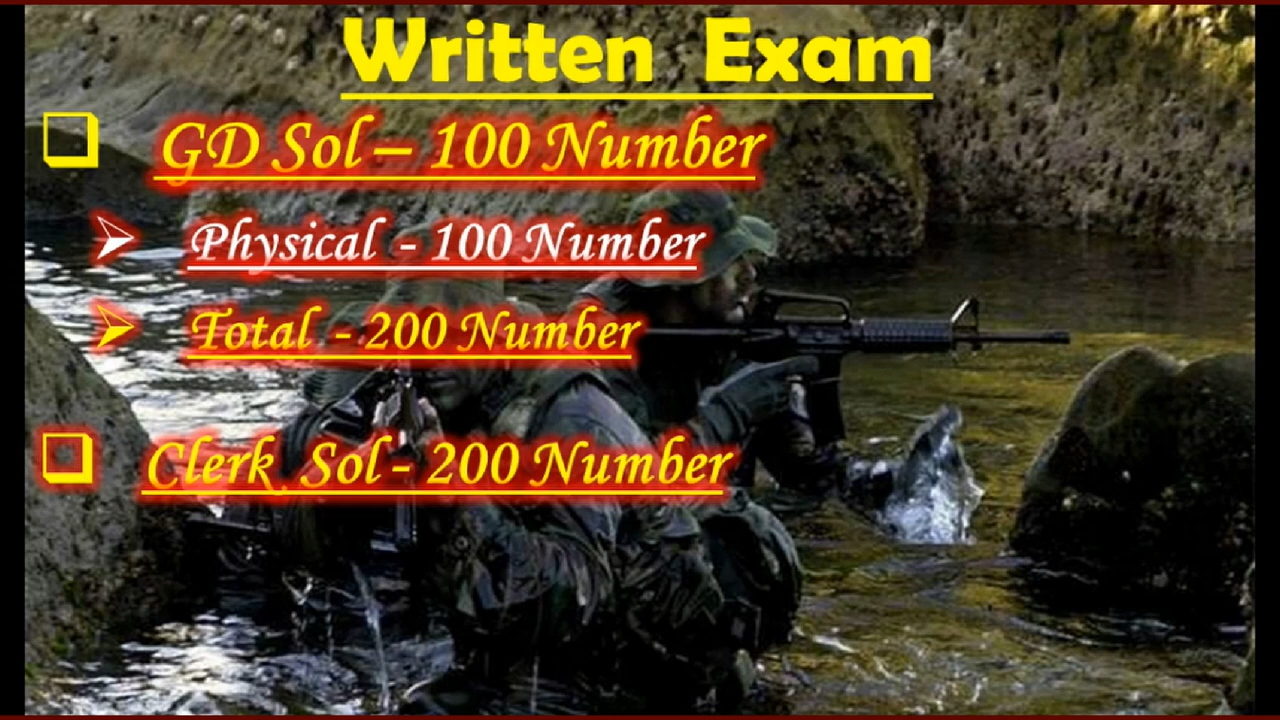 Written Exam
GD Sol – 100 Number
Physical - 100 Number
Total - 200 Number
Clerk Sol - 200 Number